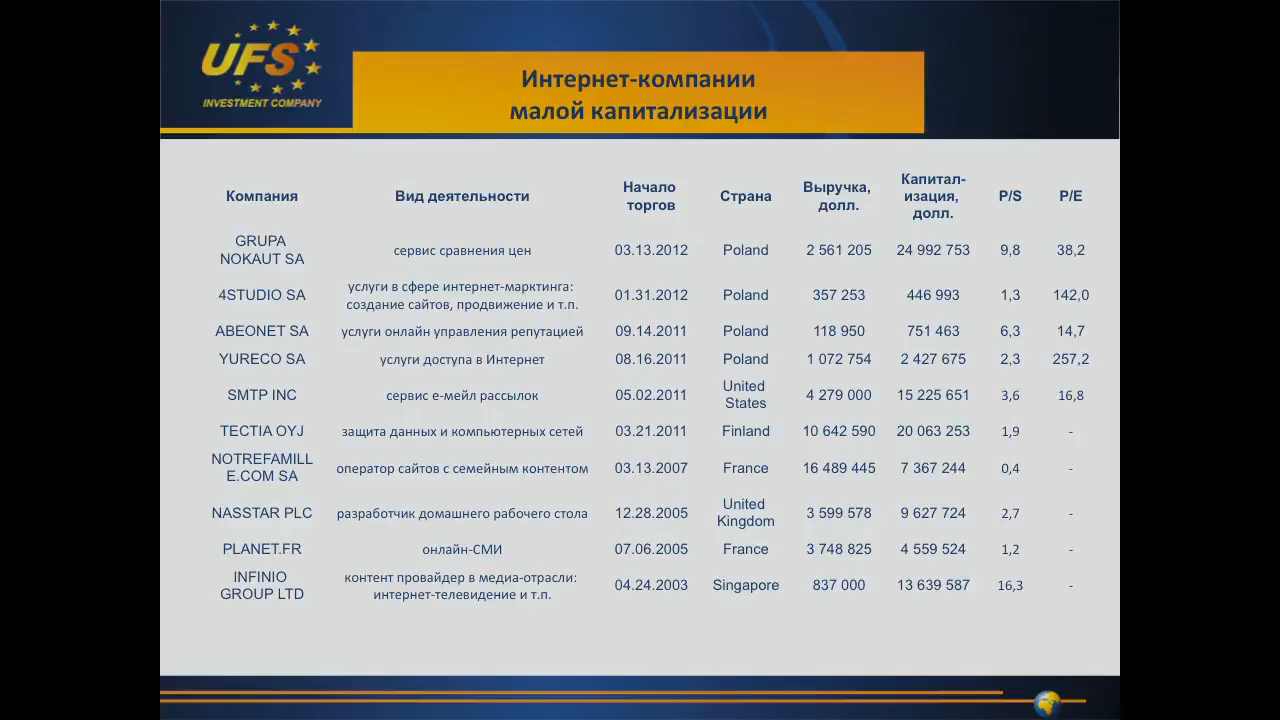 UFS
INVESTMENT COMPANY
Интернет-компании
малой капитализации
Компания Вид деятельности Начало торгов Страна Выручка, долл. Капитал-изация, долл. P/S P/E
GRUPA NOKAUT SA сервис сравнения цен 03.13.2012 Poland 2 561 205 24 992 753 9,8 38,2
4STUDIO SA услуги в сфере интернет-марктинга: создание сайтов, продвижение и т.п. 01.31.2012 Poland 357 253 446 993 1,3 142,0
ABEONET SA услуги онлайн управления репутацией 09.14.2011 Poland 118 950 751 463 6,3 14,7
YURECO SA услуги доступа в Интернет 08.16.2011 Poland 1 072 754 2 427 675 2,3 257,2
SMTP INC сервис е-мейл рассылок 05.02.2011 United States 4 279 000 15 225 651 3,6 16,8
TECTIA OYJ защита данных и компьютерных сетей 03.21.2011 Finland 10 642 590 20 063 253 1,9 -
NOTREFAMILLE.COM SA оператор сайтов с семейным контентом 03.13.2007 France 16 489 445 7 367 244 0,4 -
NASSTAR PLC разработчик домашнего рабочего стола 12.28.2005 United Kingdom 3 599 578 9 627 724 2,7 -
PLANET.FR онлайн-СМИ 07.06.2005 France 3 748 825 4 559 524 1,2 -
INFINIO GROUP LTD контент провайдер в медиа-отрасли: интернет-телевидение и т.п. 04.24.2003 Singapore 837 000 13 639 587 16,3 -